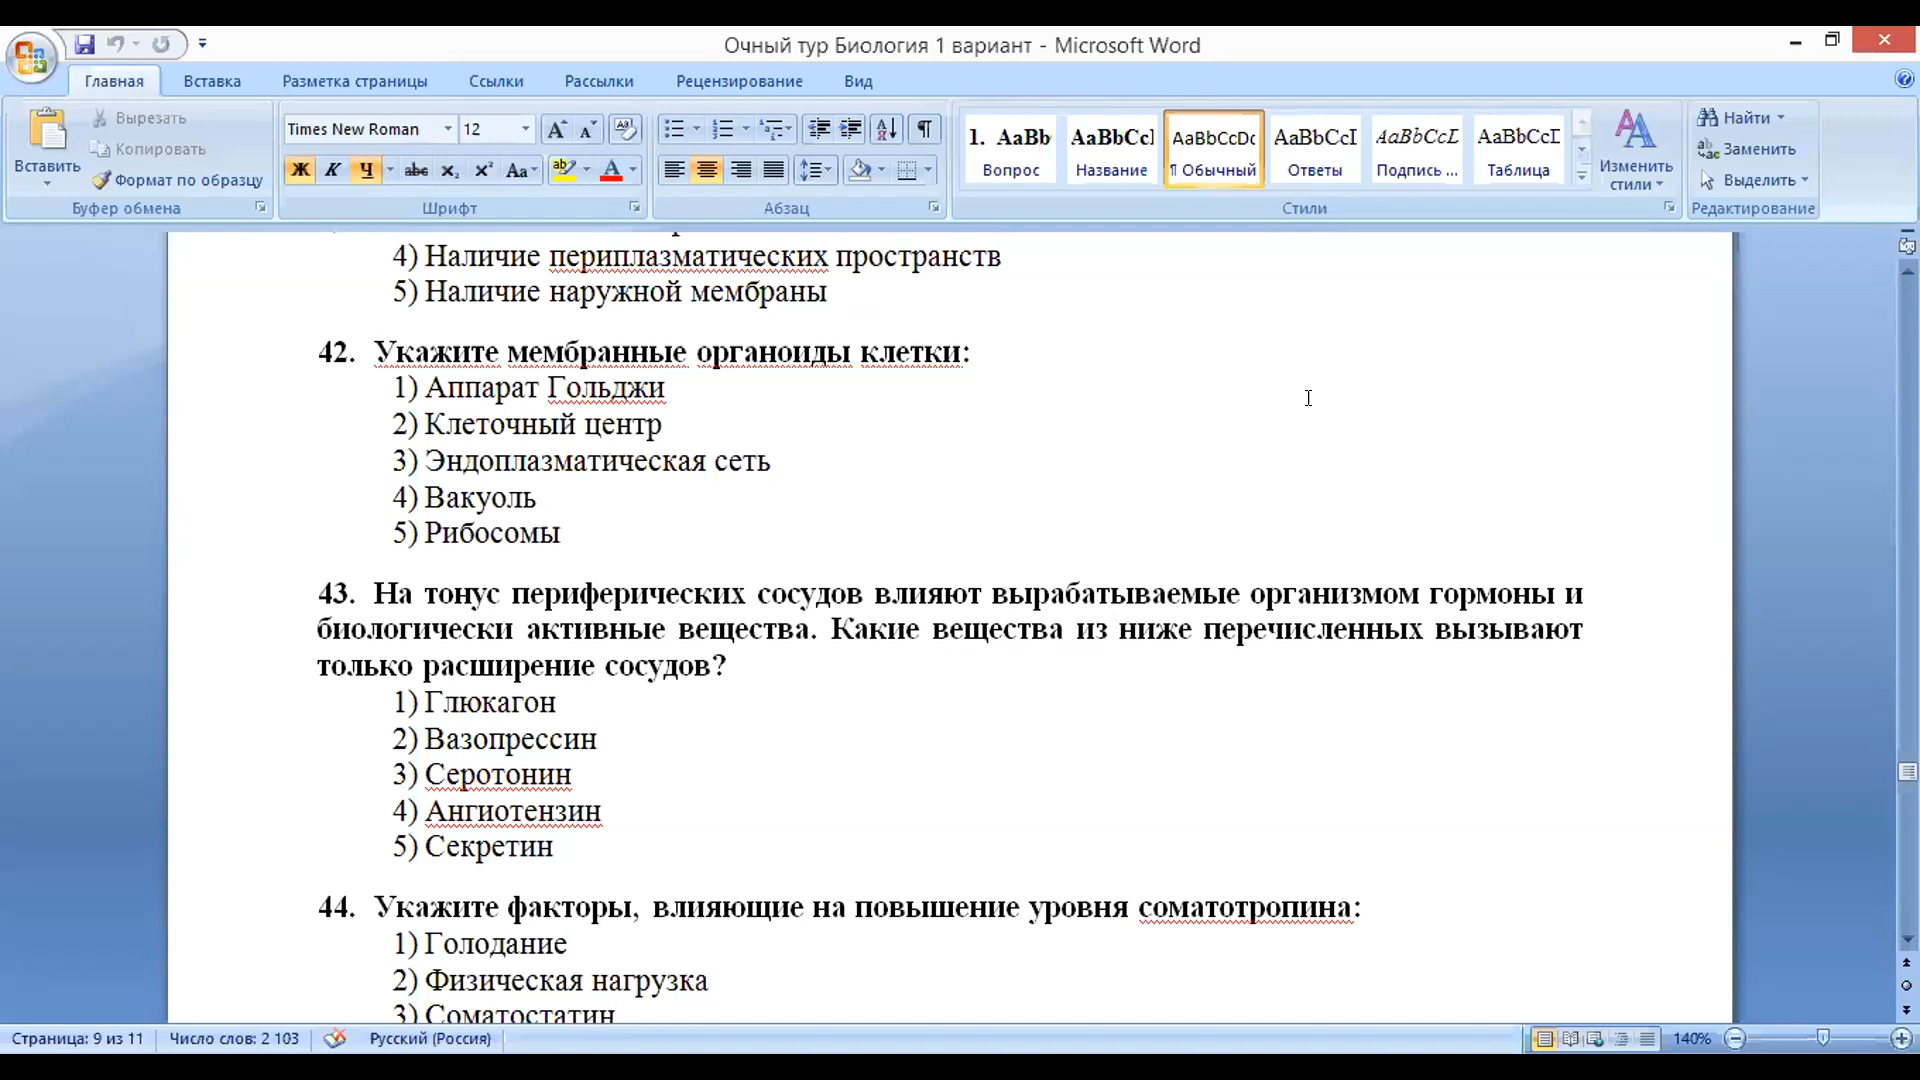 Очный тур Биология 1 вариант - Microsoft Word
Главная Вставка Разметка страницы Ссылки Рассылки Рецензирование Вид
Вставить
Вырезать
Копировать
Формат по образцу
Буфер обмена
Times New Roman 12
Ж К Ч abc x₂ x² Aa
Шрифт
Абзац
1. AaBb AaBbCcI AaBbCcDc AaBbCcI AaBbCcL AaBbCcI
Вопрос Название ¶ Обычный Ответы Подпись ... Таблица
Изменить стили
Стили
Найти
Заменить
Выделить
Редактирование
4) Наличие периплазматических пространств
5) Наличие наружной мембраны
42. Укажите мембранные органоиды клетки:
1) Аппарат Гольджи
2) Клеточный центр
3) Эндоплазматическая сеть
4) Вакуоль
5) Рибосомы
43. На тонус периферических сосудов влияют вырабатываемые организмом гормоны и
биологически активные вещества. Какие вещества из ниже перечисленных вызывают
только расширение сосудов?
1) Глюкагон
2) Вазопрессин
3) Серотонин
4) Ангиотензин
5) Секретин
44. Укажите факторы, влияющие на повышение уровня соматотропина:
1) Голодание
2) Физическая нагрузка
3) Соматостатин
Страница: 9 из 11 Число слов: 2 103 Русский (Россия) 140%